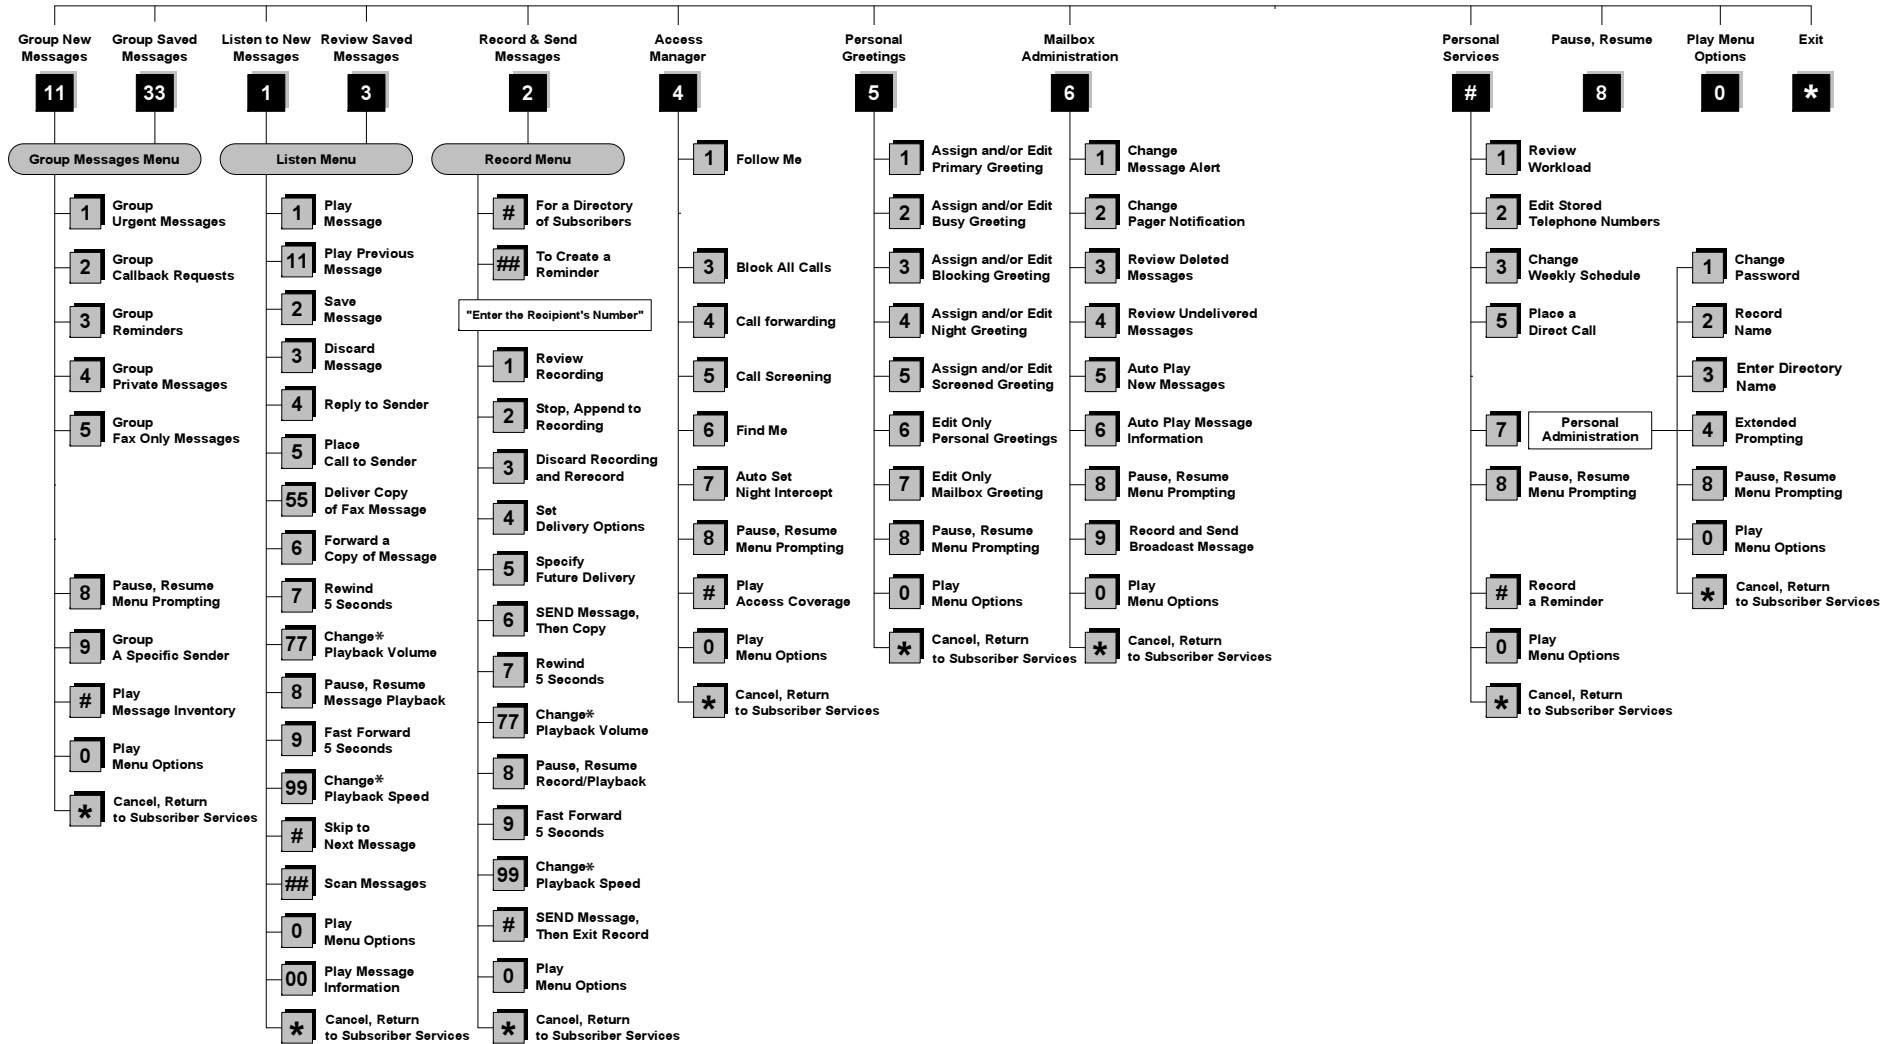 Group New
Messages
11
Group Saved
Messages
33
Listen to New
Messages
1
Review Saved
Messages
3
Record & Send
Messages
2
Access
Manager
4
Personal
Greetings
5
Mailbox
Administration
6
Personal
Services
#
Pause, Resume
8
Play Menu
Options
0
Exit
*
Group Messages Menu
1 Group
Urgent Messages
2 Group
Callback Requests
3 Group
Reminders
4 Group
Private Messages
5 Group
Fax Only Messages
8 Pause, Resume
Menu Prompting
9 Group
A Specific Sender
# Play
Message Inventory
0 Play
Menu Options
* Cancel, Return
to Subscriber Services
Listen Menu
1 Play
Message
11 Play Previous
Message
2 Save
Message
3 Discard
Message
4 Reply to Sender
5 Place
Call to Sender
55 Deliver Copy
of Fax Message
6 Forward a
Copy of Message
7 Rewind
5 Seconds
77 Change*
Playback Volume
8 Pause, Resume
Message Playback
9 Fast Forward
5 Seconds
99 Change*
Playback Speed
# Skip to
Next Message
## Scan Messages
0 Play
Menu Options
00 Play Message
Information
* Cancel, Return
to Subscriber Services
Record Menu
# For a Directory
of Subscribers
## To Create a
Reminder
"Enter the Recipient's Number"
1 Review
Recording
2 Stop, Append to
Recording
3 Discard Recording
and Rerecord
4 Set
Delivery Options
5 Specify
Future Delivery
6 SEND Message,
Then Copy
7 Rewind
5 Seconds
77 Change*
Playback Volume
8 Pause, Resume
Record/Playback
9 Fast Forward
5 Seconds
99 Change*
Playback Speed
# SEND Message,
Then Exit Record
0 Play
Menu Options
* Cancel, Return
to Subscriber Services
1 Follow Me
3 Block All Calls
4 Call forwarding
5 Call Screening
6 Find Me
7 Auto Set
Night Intercept
8 Pause, Resume
Menu Prompting
# Play
Access Coverage
0 Play
Menu Options
* Cancel, Return
to Subscriber Services
1 Assign and/or Edit
Primary Greeting
2 Assign and/or Edit
Busy Greeting
3 Assign and/or Edit
Blocking Greeting
4 Assign and/or Edit
Night Greeting
5 Assign and/or Edit
Screened Greeting
6 Edit Only
Personal Greetings
7 Edit Only
Mailbox Greeting
8 Pause, Resume
Menu Prompting
0 Play
Menu Options
* Cancel, Return
to Subscriber Services
1 Change
Message Alert
2 Change
Pager Notification
3 Review Deleted
Messages
4 Review Undelivered
Messages
5 Auto Play
New Messages
6 Auto Play Message
Information
8 Pause, Resume
Menu Prompting
9 Record and Send
Broadcast Message
0 Play
Menu Options
* Cancel, Return
to Subscriber Services
1 Review
Workload
2 Edit Stored
Telephone Numbers
3 Change
Weekly Schedule
5 Place a
Direct Call
7 Personal
Administration
8 Pause, Resume
Menu Prompting
# Record
a Reminder
0 Play
Menu Options
* Cancel, Return
to Subscriber Services
1 Change
Password
2 Record
Name
3 Enter Directory
Name
4 Extended
Prompting
8 Pause, Resume
Menu Prompting
0 Play
Menu Options
* Cancel, Return
to Subscriber Services